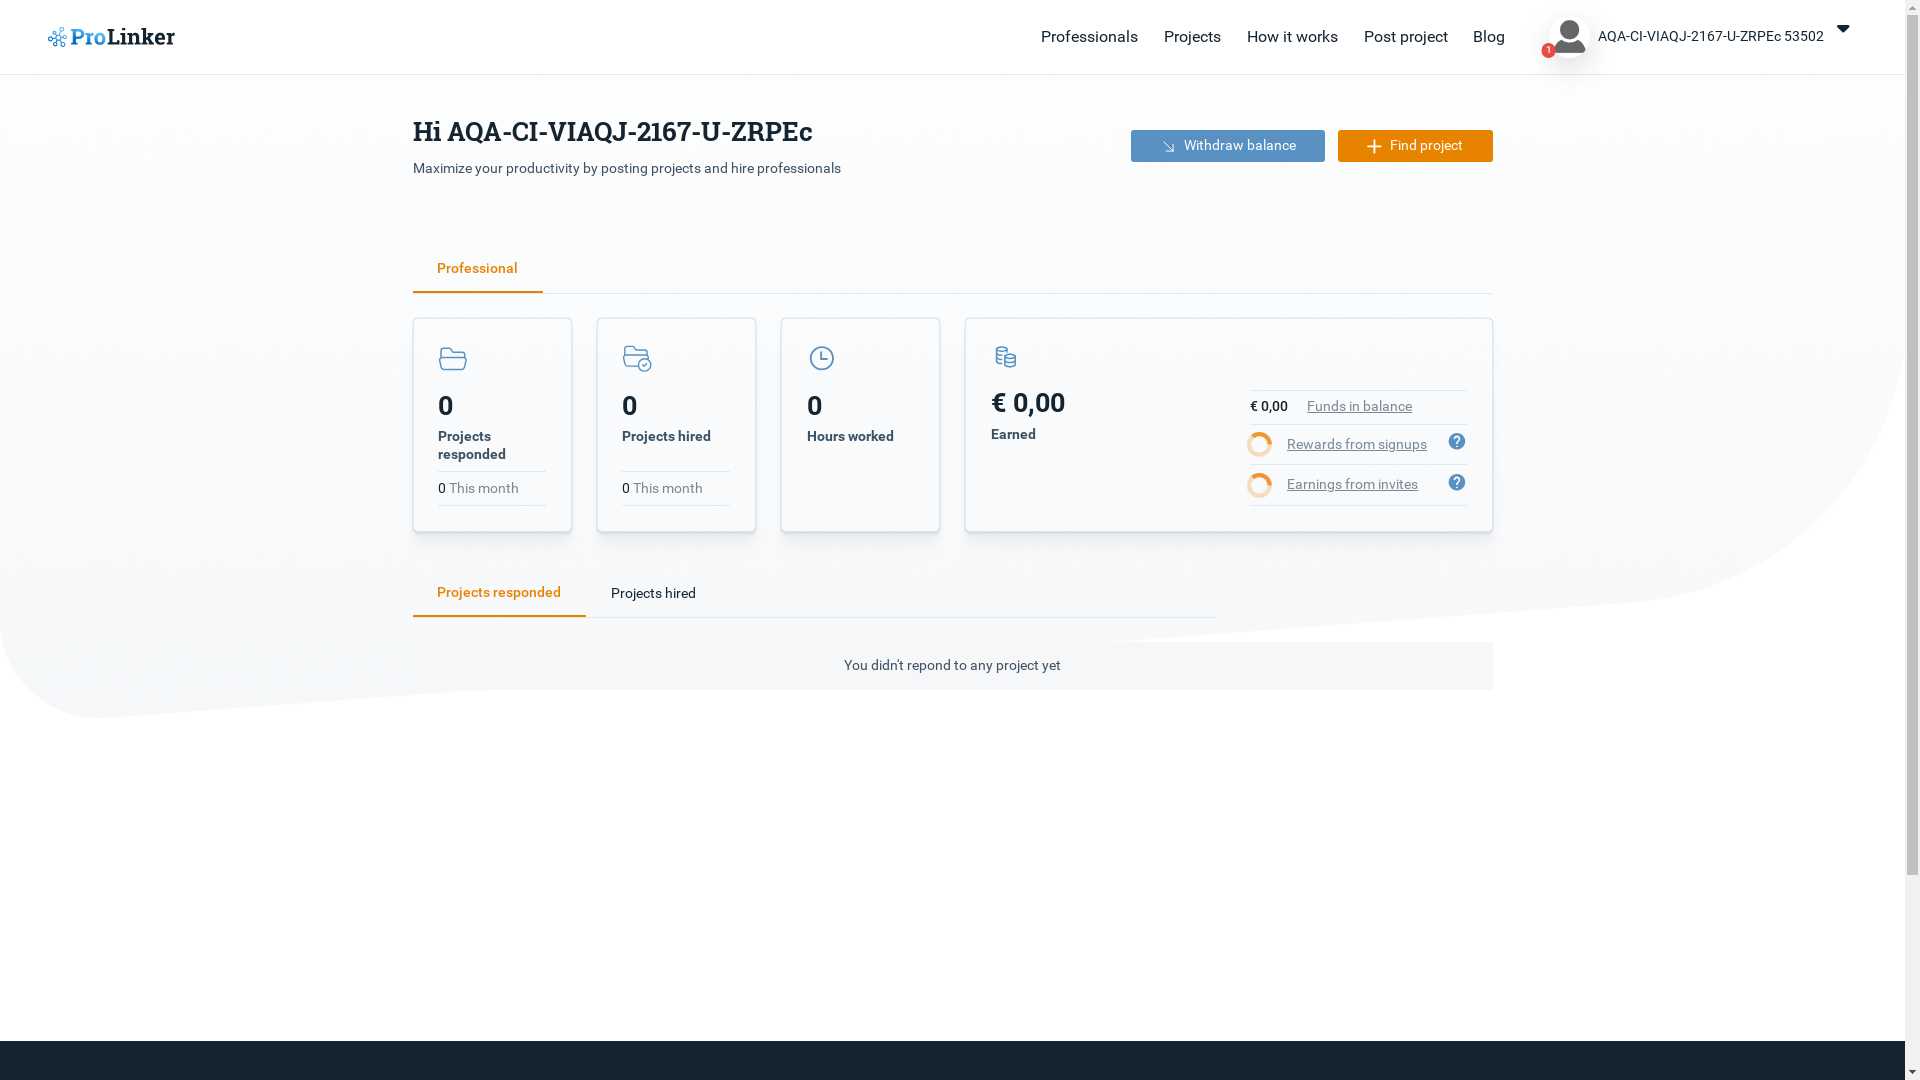 ProLinker
Professionals
Projects
How it works
Post project
Blog
1
AQA-CI-VIAQJ-2167-U-ZRPEc 53502
Hi AQA-CI-VIAQJ-2167-U-ZRPEc
Maximize your productivity by posting projects and hire professionals
Withdraw balance
Find project
Professional
0
Projects
responded
0 This month
0
Projects hired
0 This month
0
Hours worked
€ 0,00
Earned
€ 0,00 Funds in balance
Rewards from signups ?
Earnings from invites ?
Projects responded
Projects hired
You didn't repond to any project yet